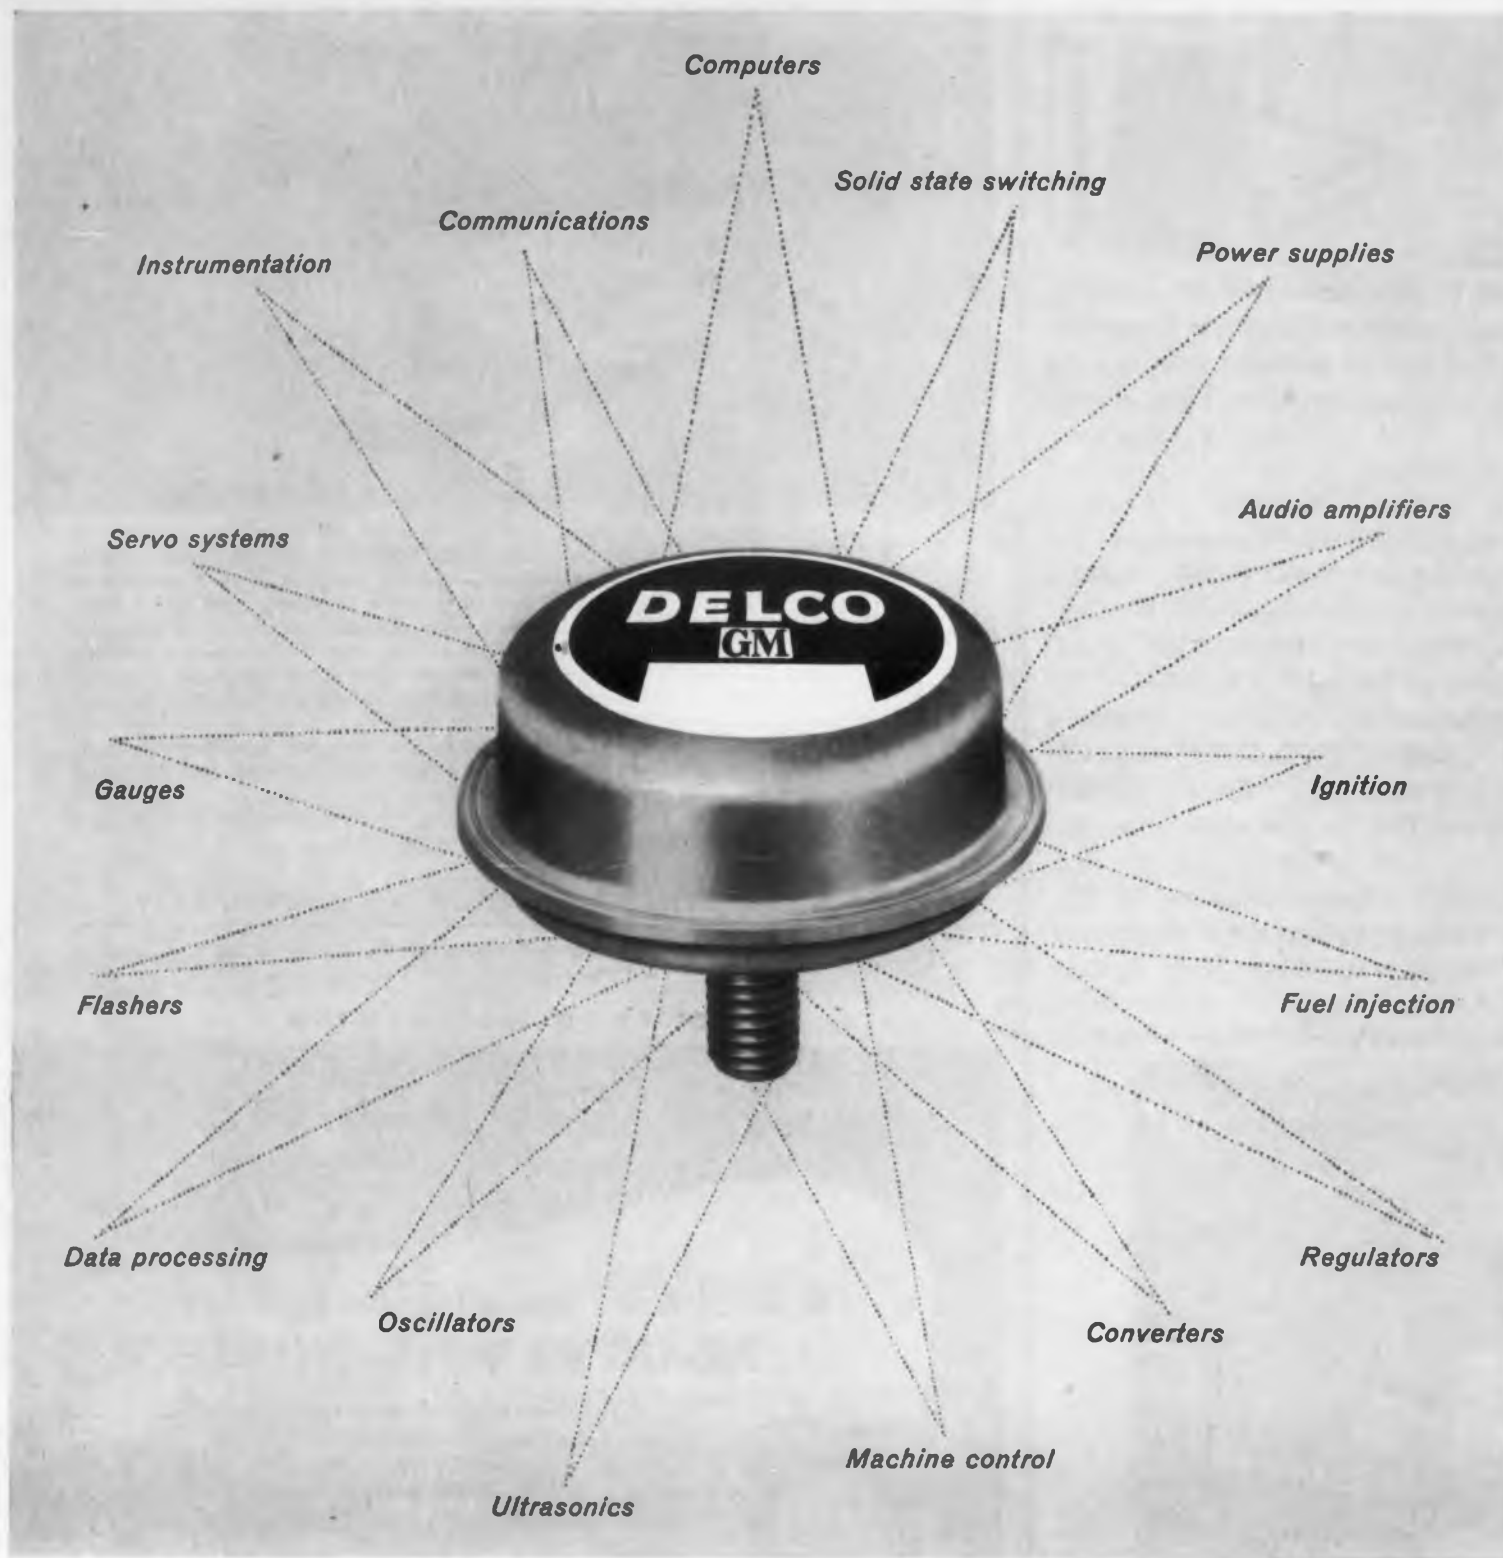 Computers
Solid state switching
Communications
Power supplies
Instrumentation
Audio amplifiers
Servo systems
DELCO
GM
Gauges
Ignition
Flashers
Fuel injection
Data processing
Regulators
Oscillators
Converters
Machine control
Ultrasonics